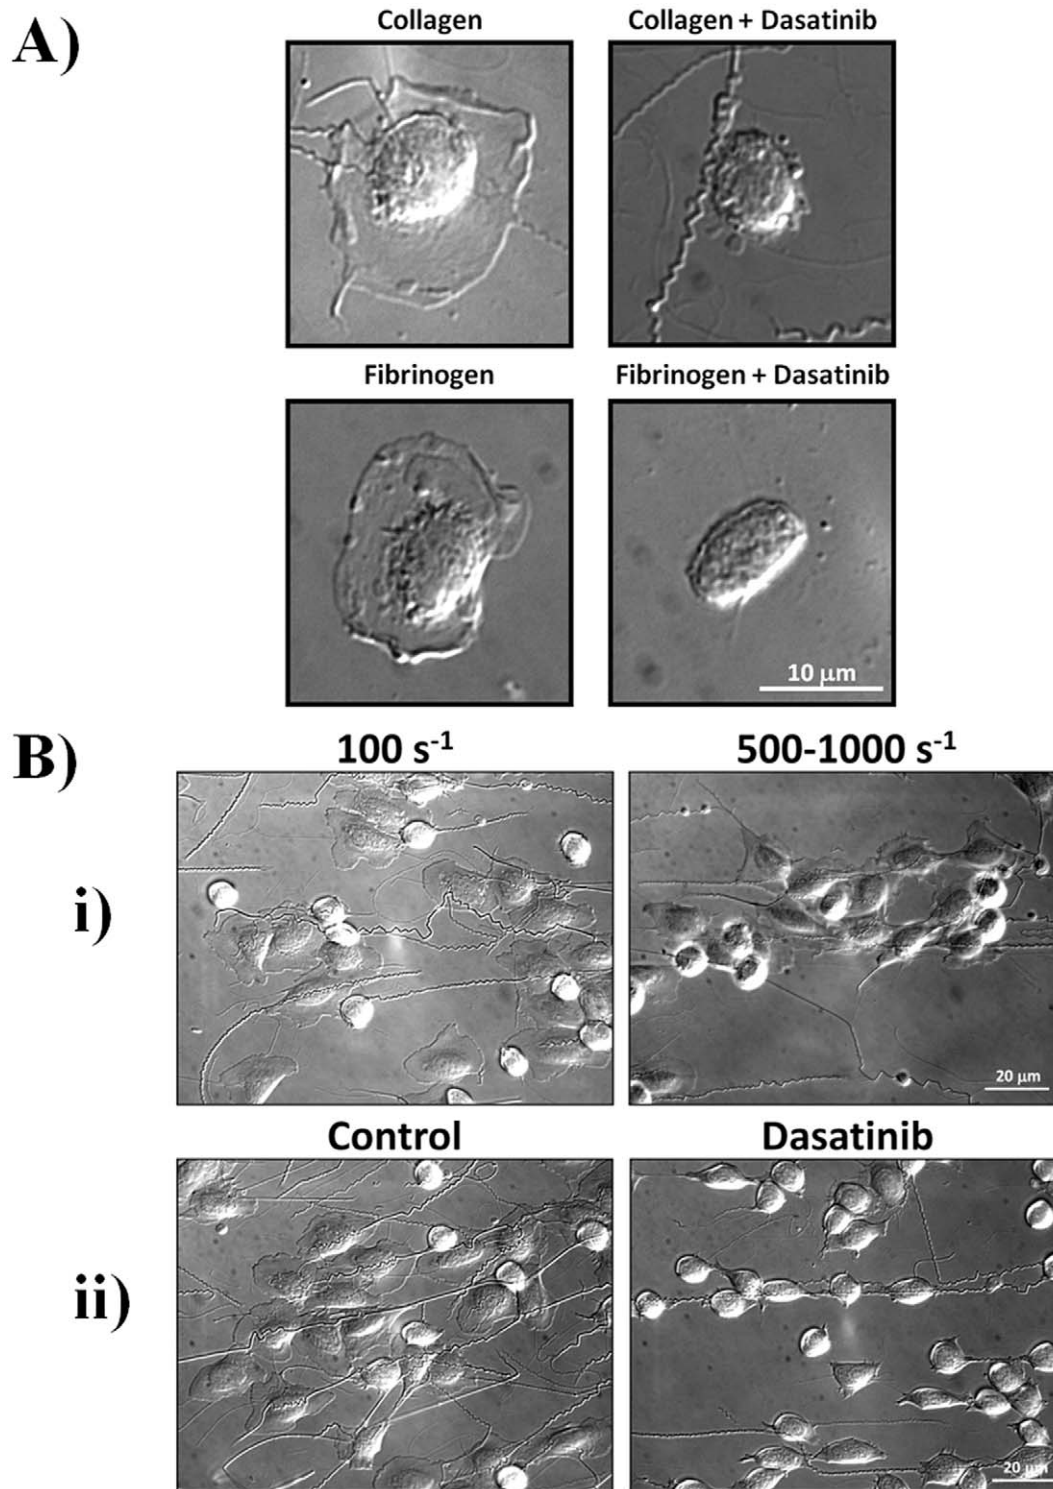 A)
Collagen
Collagen + Dasatinib
Fibrinogen
Fibrinogen + Dasatinib
10 μm
B)
100 s⁻¹
500-1000 s⁻¹
i)
20 μm
Control
Dasatinib
ii)
20 μm